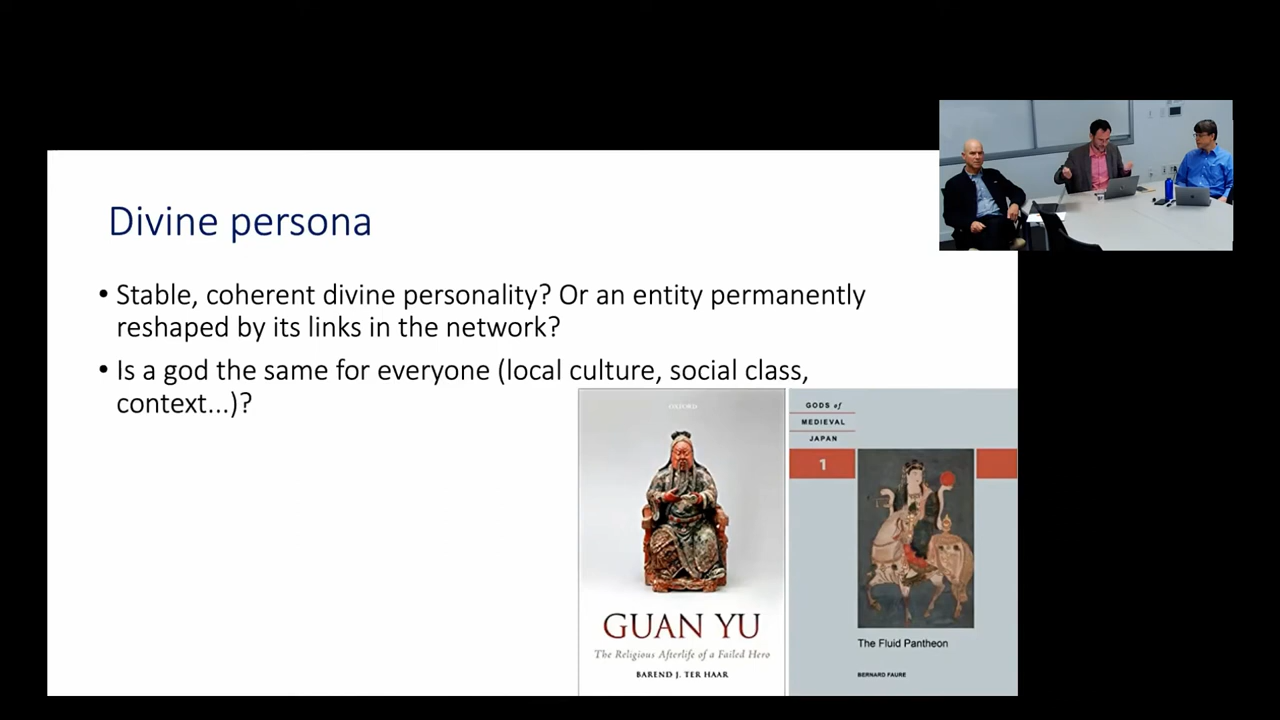 Divine persona
• Stable, coherent divine personality? Or an entity permanently
reshaped by its links in the network?
• Is a god the same for everyone (local culture, social class,
context...)?
OXFORD
GUAN YU
The Religious Afterlife of a Failed Hero
BAREND J. TER HAAR
GODS of
MEDIEVAL
JAPAN
1
The Fluid Pantheon
BERNARD FAURE